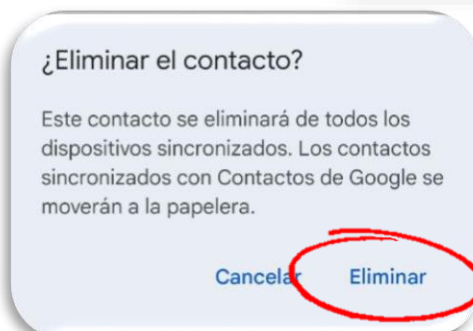 ¿Eliminar el contacto?
Este contacto se eliminará de todos los
dispositivos sincronizados. Los contactos
sincronizados con Contactos de Google se
moverán a la papelera.
Cancelar Eliminar